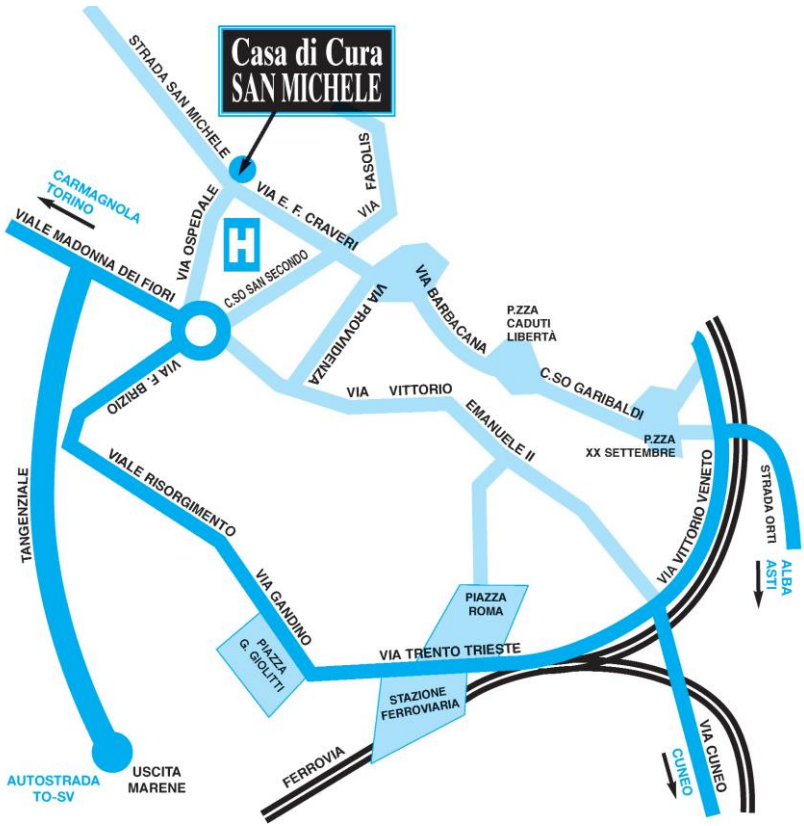 Casa di Cura
SAN MICHELE
STRADA SAN MICHELE
VIA FASOLIS
CARMAGNOLA
TORINO
VIALE MADONNA DEI FIORI
VIA OSPEDALE
H
VIA E. F. CRAVERI
C.SO SAN SECONDO
VIA PROVVIDENZA
VIA BARBACANA
P.ZZA
CADUTI
LIBERTÀ
C.SO GARIBALDI
P.ZZA
XX SETTEMBRE
VIA F. BRIZIO
VIA VITTORIO EMANUELE II
TANGENZIALE
VIALE RISORGIMENTO
VIA VITTORIO VENETO
STRADA ORTI
ALBA
ASTI
VIA GANDINO
PIAZZA
G. GIOLITTI
PIAZZA
ROMA
VIA TRENTO TRIESTE
STAZIONE
FERROVIARIA
FERROVIA
VIA CUNEO
CUNEO
AUTOSTRADA
TO-SV
USCITA
MARENE